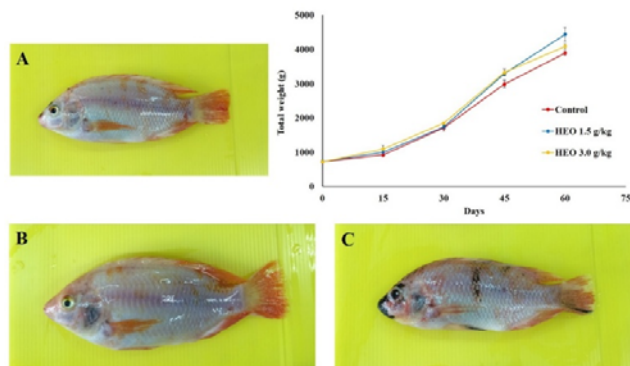 A
5000
4000
3000
2000
1000
0
Total weight (g)
0 15 30 45 60 75
Days
Control
HEO 1.5 g/kg
HEO 3.0 g/kg
B
C